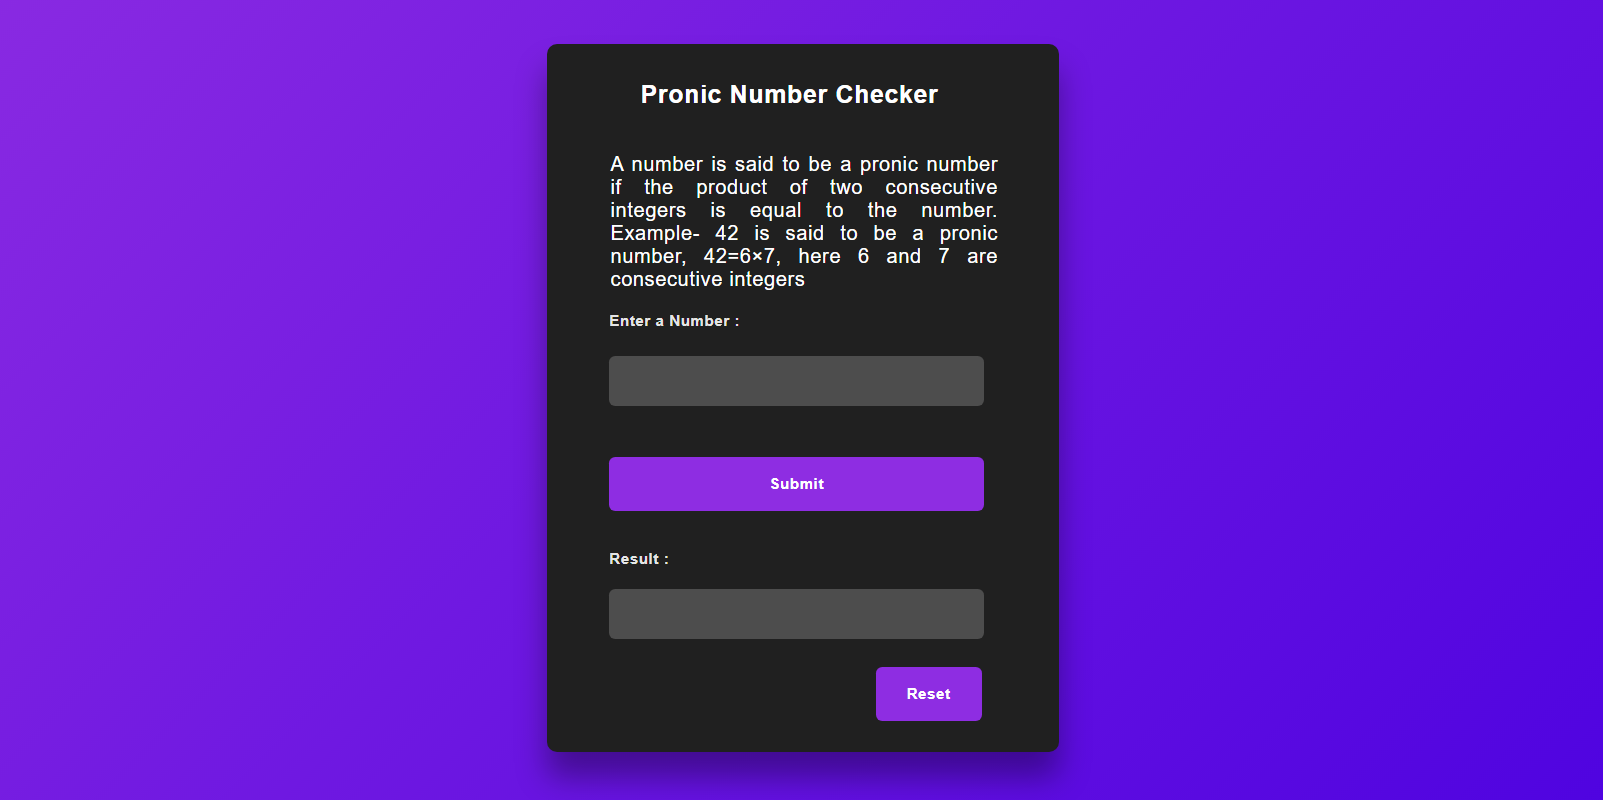 Pronic Number Checker
A number is said to be a pronic number
if the product of two consecutive
integers is equal to the number.
Example- 42 is said to be a pronic
number, 42=6×7, here 6 and 7 are
consecutive integers
Enter a Number :
Submit
Result :
Reset